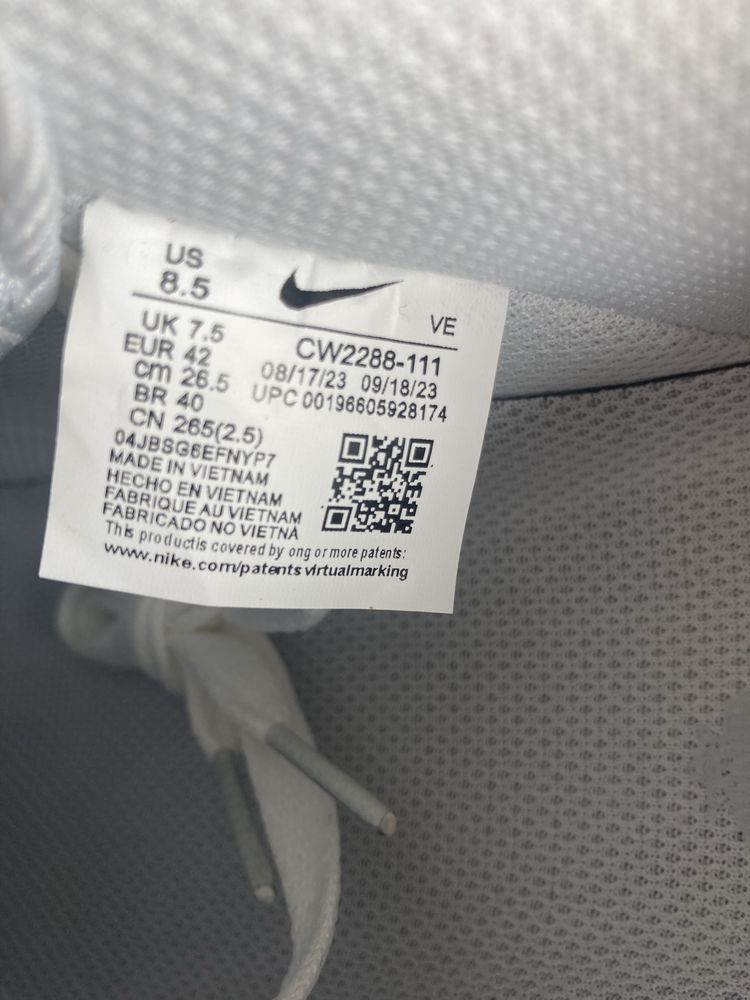 US
8.5
VE
UK 7.5
EUR 42
cm 26.5
BR 40
CN 265(2.5)
CW2288-111
08/17/23 09/18/23
UPC 00196605928174
04JBSG6EFNYP7
MADE IN VIETNAM
HECHO EN VIETNAM
FABRIQUE AU VIETNAM
FABRICADO NO VIETNÃ
This productis covered by ong or more patents:
www.nike.com/patents virtualmarking